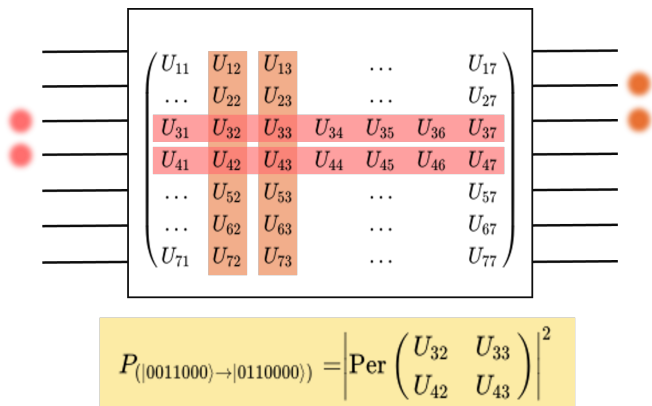 U₁₁ U₁₂ U₁₃ ... U₁₇
... U₂₂ U₂₃ ... U₂₇
U₃₁ U₃₂ U₃₃ U₃₄ U₃₅ U₃₆ U₃₇
U₄₁ U₄₂ U₄₃ U₄₄ U₄₅ U₄₆ U₄₇
... U₅₂ U₅₃ ... U₅₇
... U₆₂ U₆₃ ... U₆₇
U₇₁ U₇₂ U₇₃ ... U₇₇
P(|0011000⟩→|0110000⟩) = |Per ( U₃₂ U₃₃
U₄₂ U₄₃ )|²